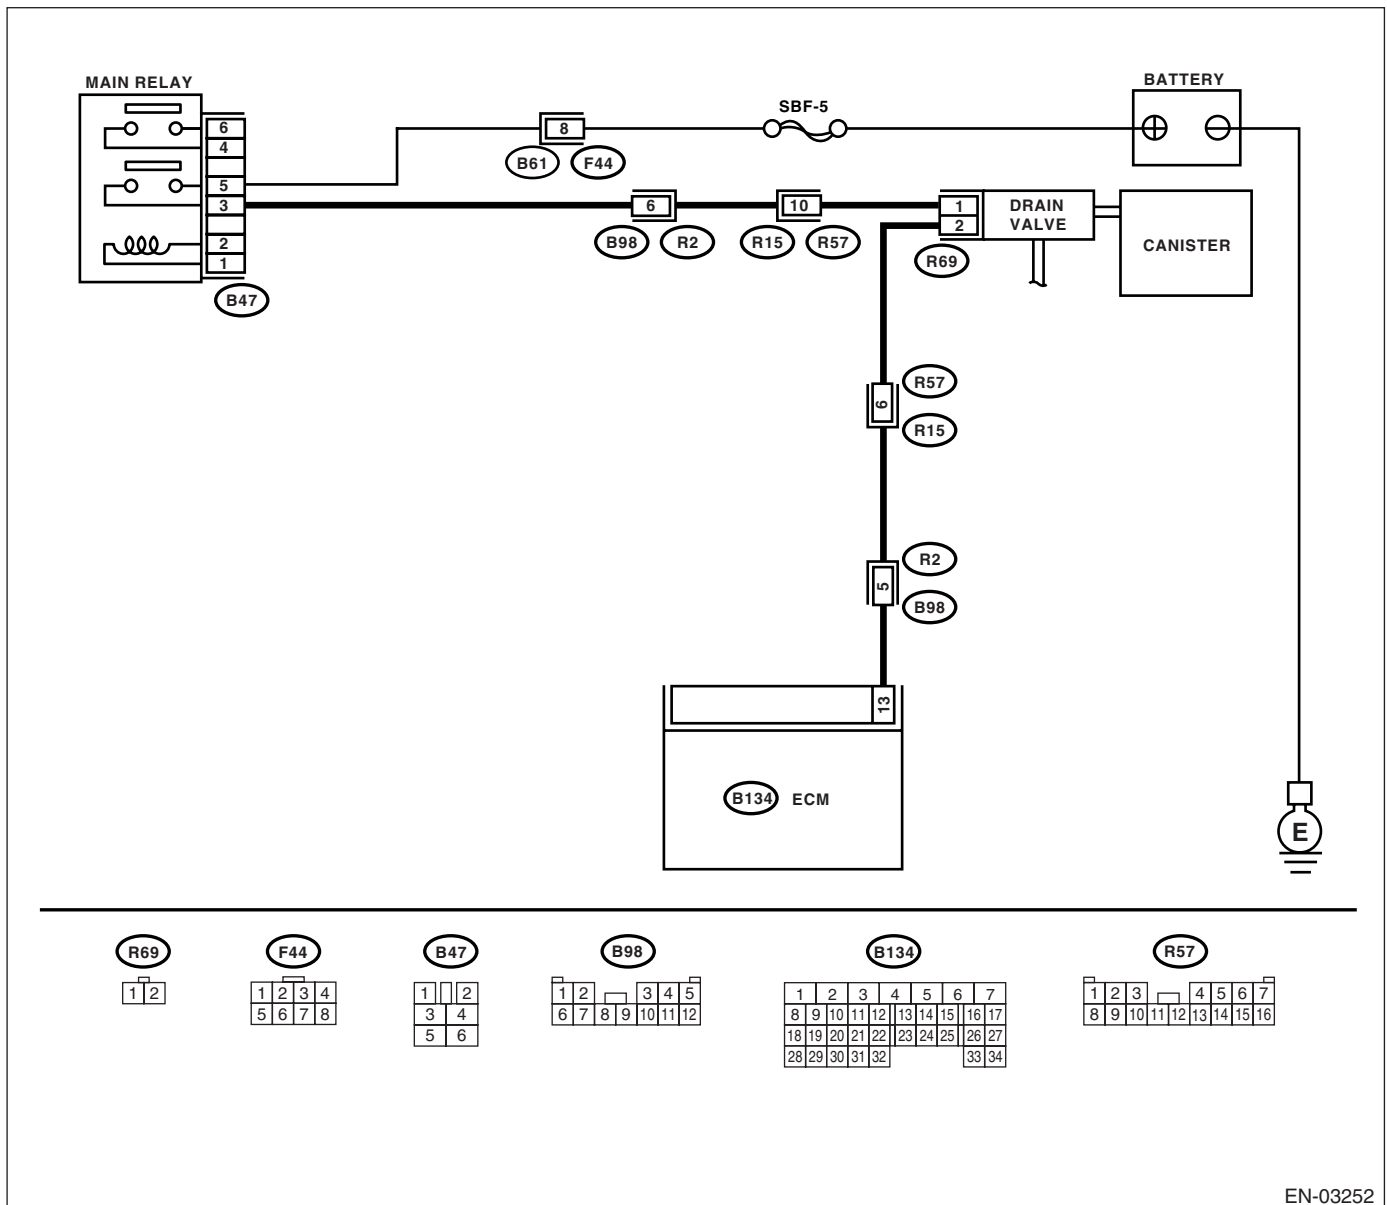 MAIN RELAY
BATTERY
SBF-5
6
4
5
3
2
1
B47
8
B61 F44
6
B98 R2
10
R15 R57
1
2
R69
DRAIN
VALVE
CANISTER
R57
6
R15
R2
5
B98
13
B134 ECM
E
R69
1 2
F44
1 2 3 4
5 6 7 8
B47
1 2
3 4
5 6
B98
1 2 3 4 5
6 7 8 9 10 11 12
B134
1 2 3 4 5 6 7
8 9 10 11 12 13 14 15 16 17
18 19 20 21 22 23 24 25 26 27
28 29 30 31 32 33 34
R57
1 2 3 4 5 6 7
8 9 10 11 12 13 14 15 16
EN-03252